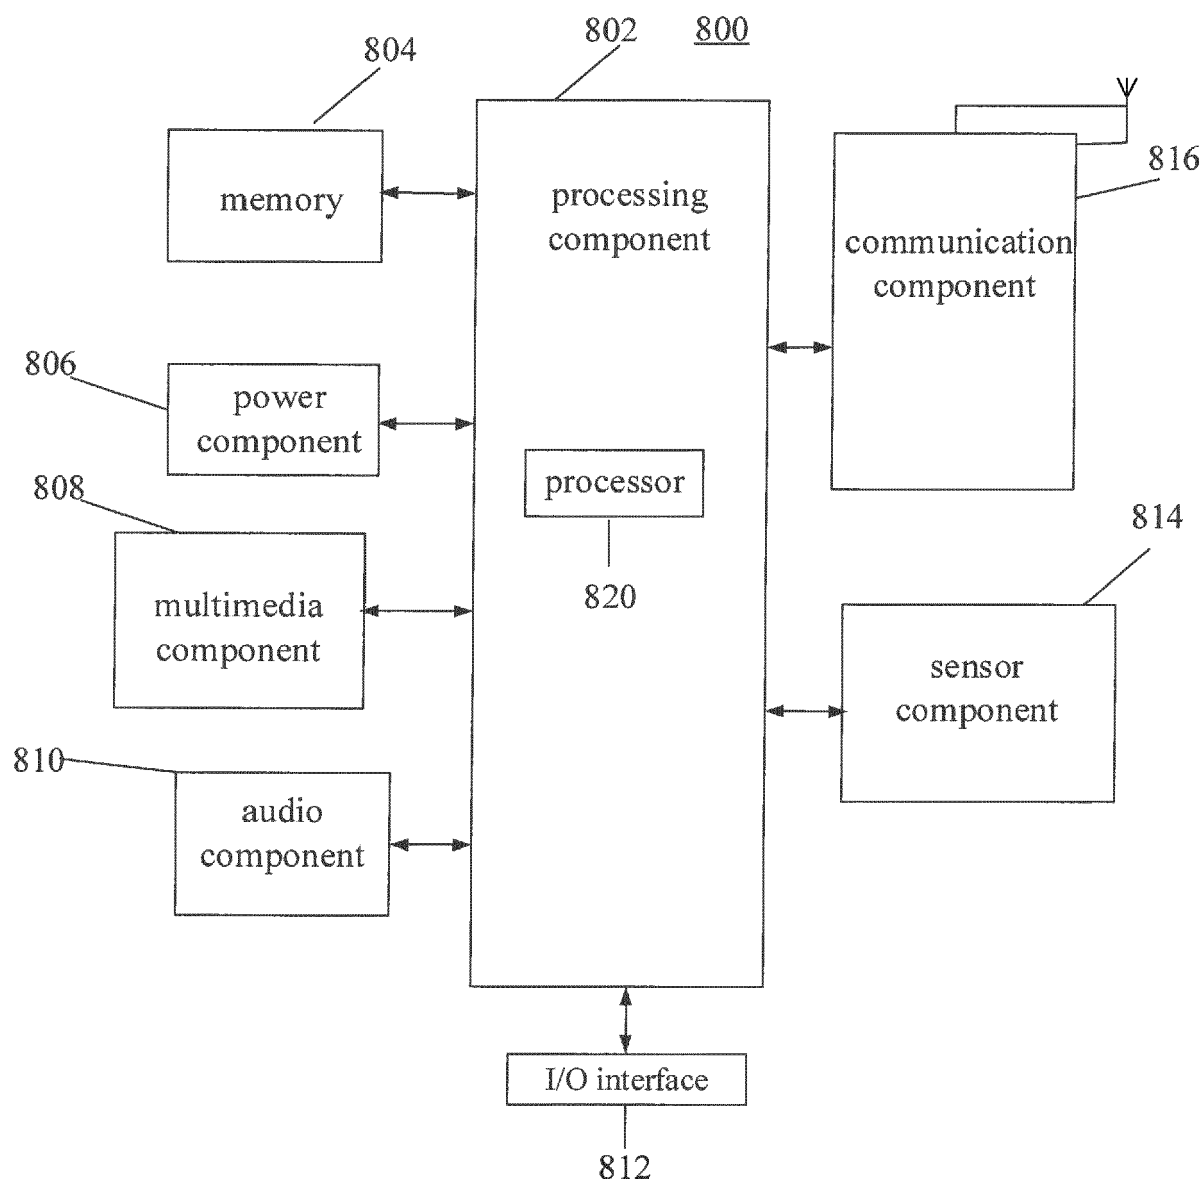 802
800
804
memory
processing
component
816
communication
component
806
power
component
processor
820
808
multimedia
component
814
sensor
component
810
audio
component
I/O interface
812